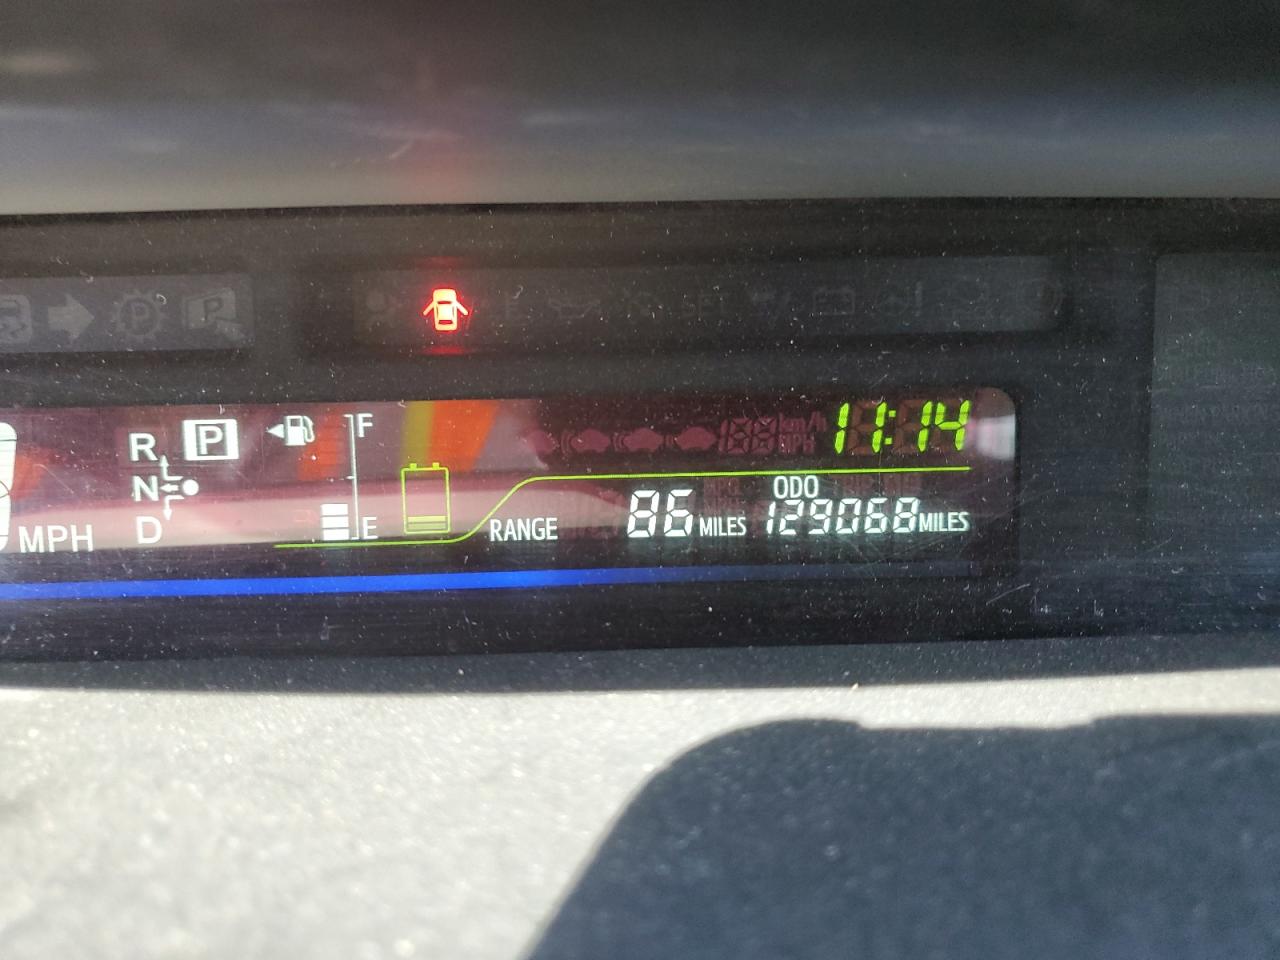 11:14
R P F
N ODO
D E RANGE 86 MILES 129068 MILES
MPH